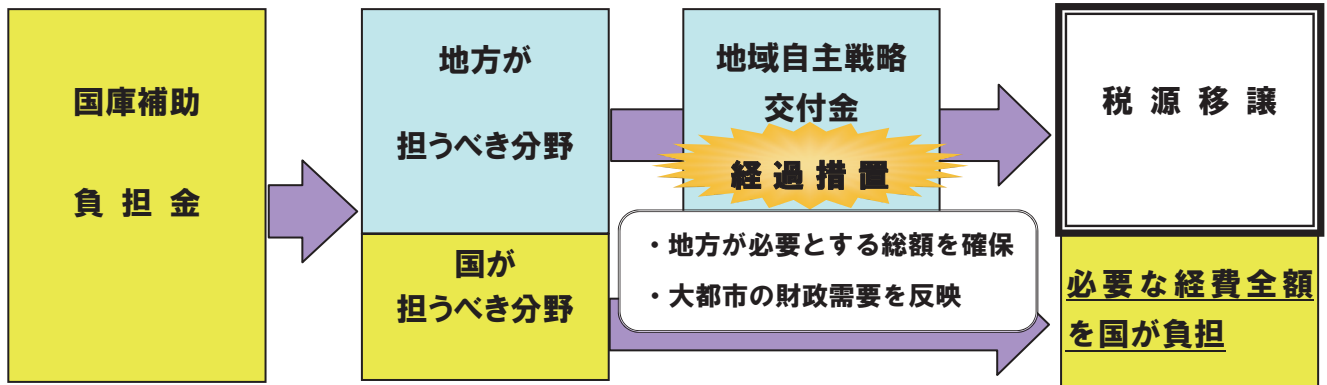 国庫補助
負担金
地方が
担うべき分野
国が
担うべき分野
地域自主戦略
交付金
経過措置
・地方が必要とする総額を確保
・大都市の財政需要を反映
税源移譲
必要な経費全額
を国が負担